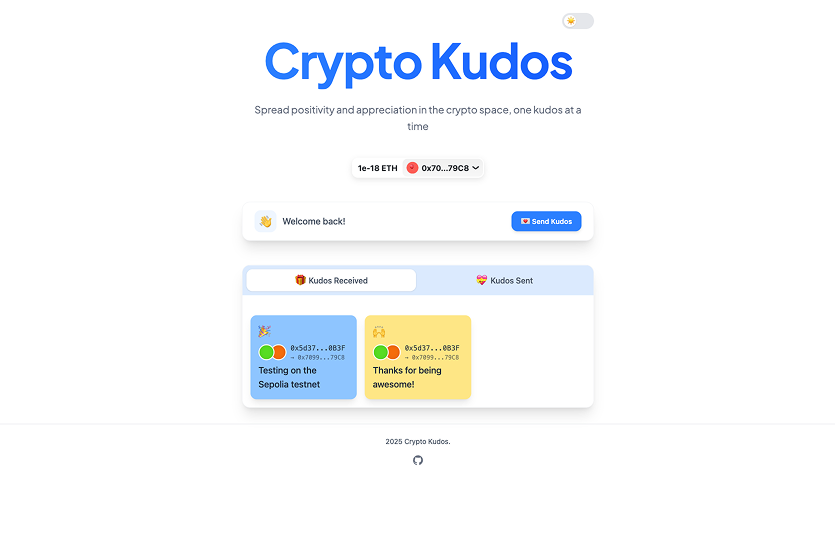 Crypto Kudos
Spread positivity and appreciation in the crypto space, one kudos at a
time
1e-18 ETH 0x70...79C8
Welcome back!
Send Kudos
Kudos Received
Kudos Sent
0x5d37...0B3F
→ 0x7099...79C8
Testing on the
Sepolia testnet
0x5d37...0B3F
→ 0x7099...79C8
Thanks for being
awesome!
2025 Crypto Kudos.